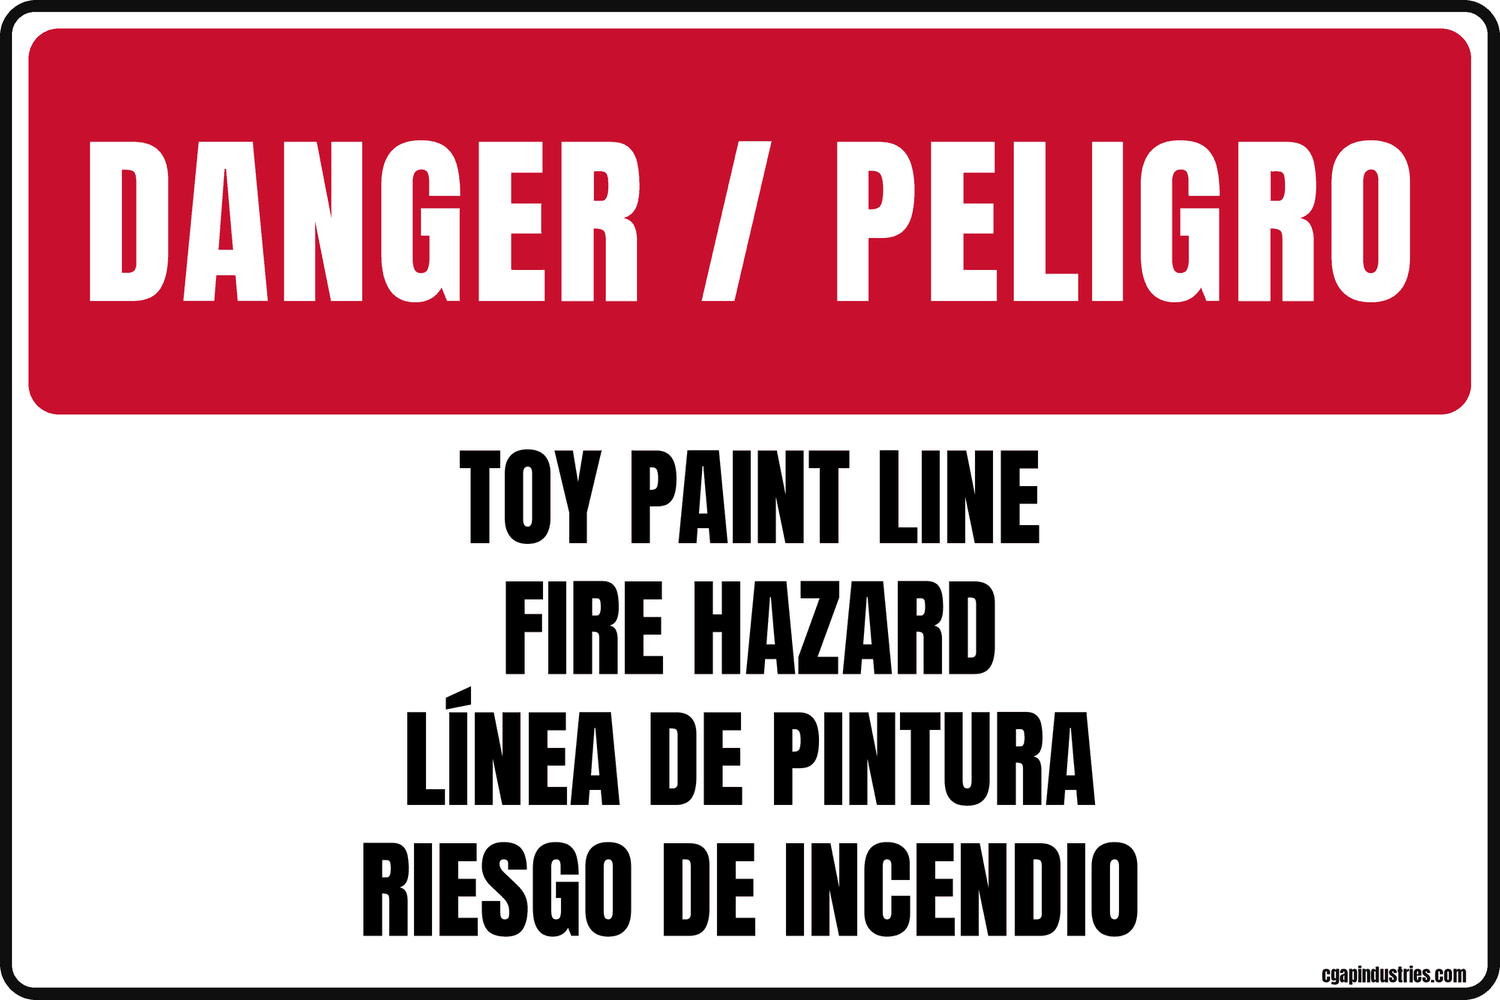 DANGER / PELIGRO
TOY PAINT LINE
FIRE HAZARD
LÍNEA DE PINTURA
RIESGO DE INCENDIO
cgapindustries.com